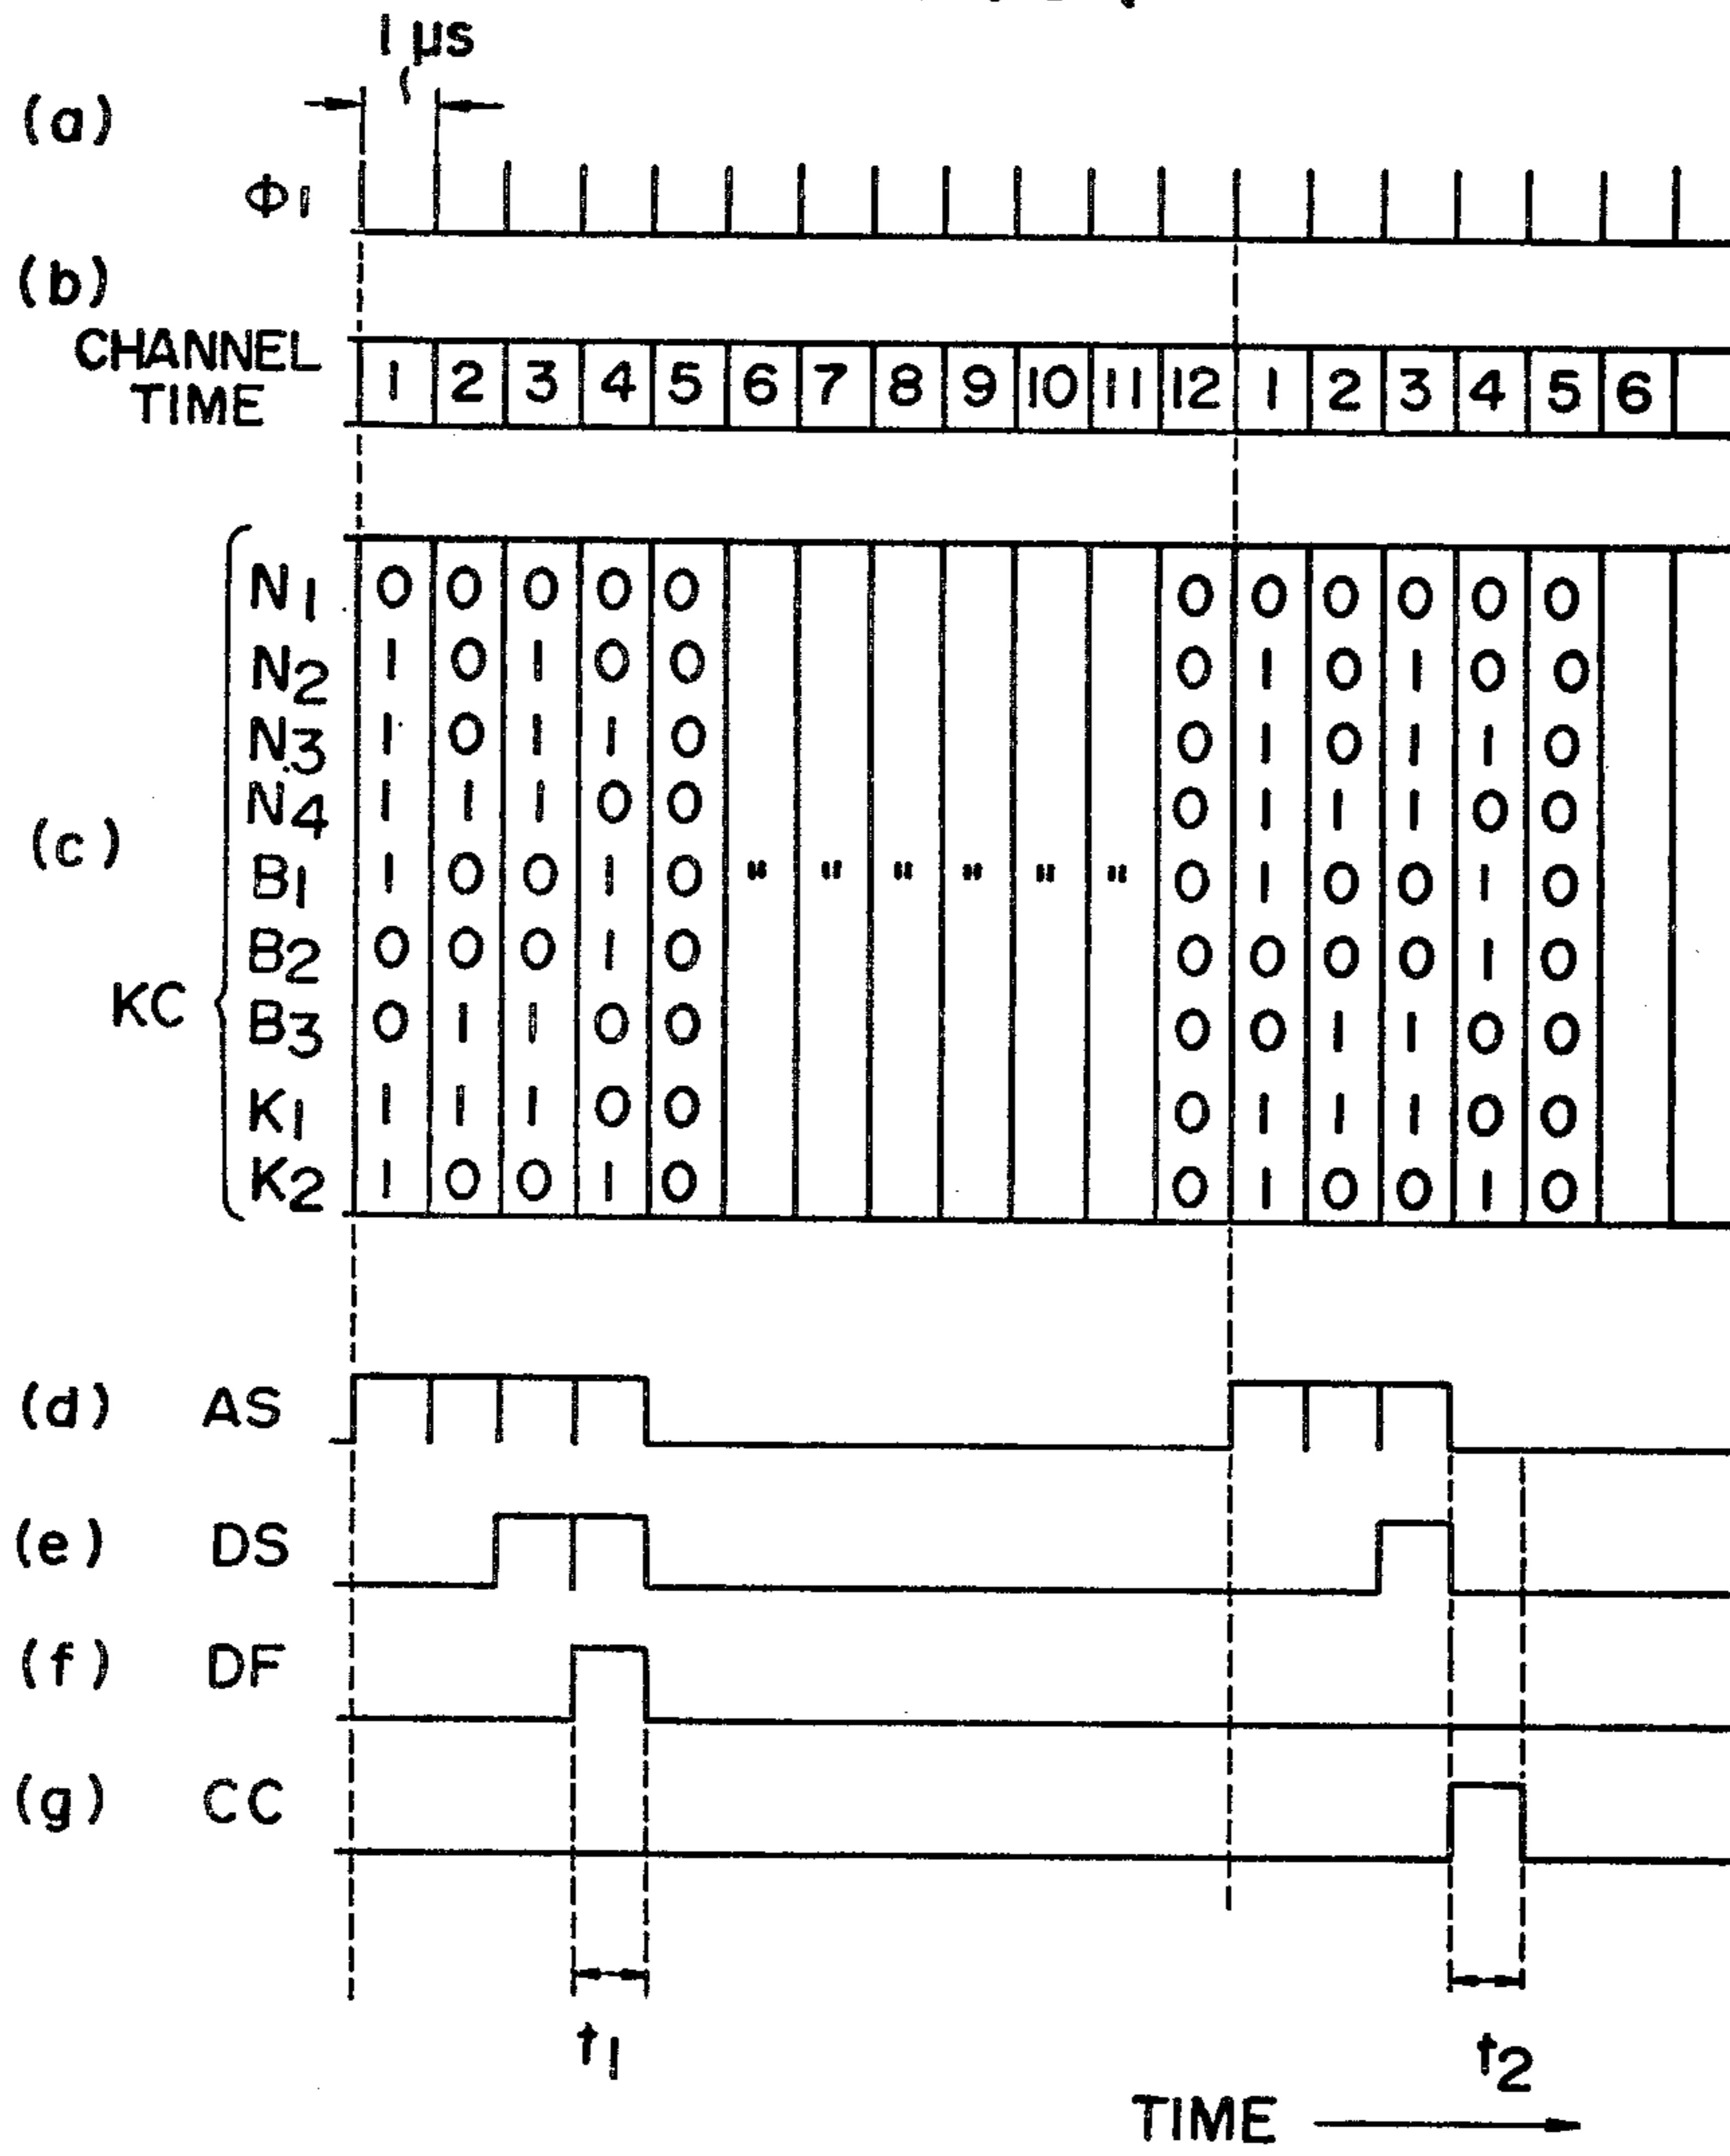 1 μs
(a)
Φ1
(b)
CHANNEL TIME 1 2 3 4 5 6 7 8 9 10 11 12 1 2 3 4 5 6
(c)
KC
N1 0 0 0 0 0 0 0 0 0 0 0
N2 1 0 1 0 0 0 1 0 1 0 0
N3 1 0 1 1 0 0 1 0 1 1 0
N4 1 1 1 0 0 0 1 1 1 0 0
B1 1 0 0 1 0 " " " " " " 0 1 0 0 1 0
B2 0 0 0 1 0 0 0 0 0 1 0
B3 0 1 1 0 0 0 0 1 1 0 0
K1 1 1 1 0 0 0 1 1 1 0 0
K2 1 0 0 1 0 0 1 0 0 1 0
(d) AS
(e) DS
(f) DF
(g) CC
t1 t2
TIME